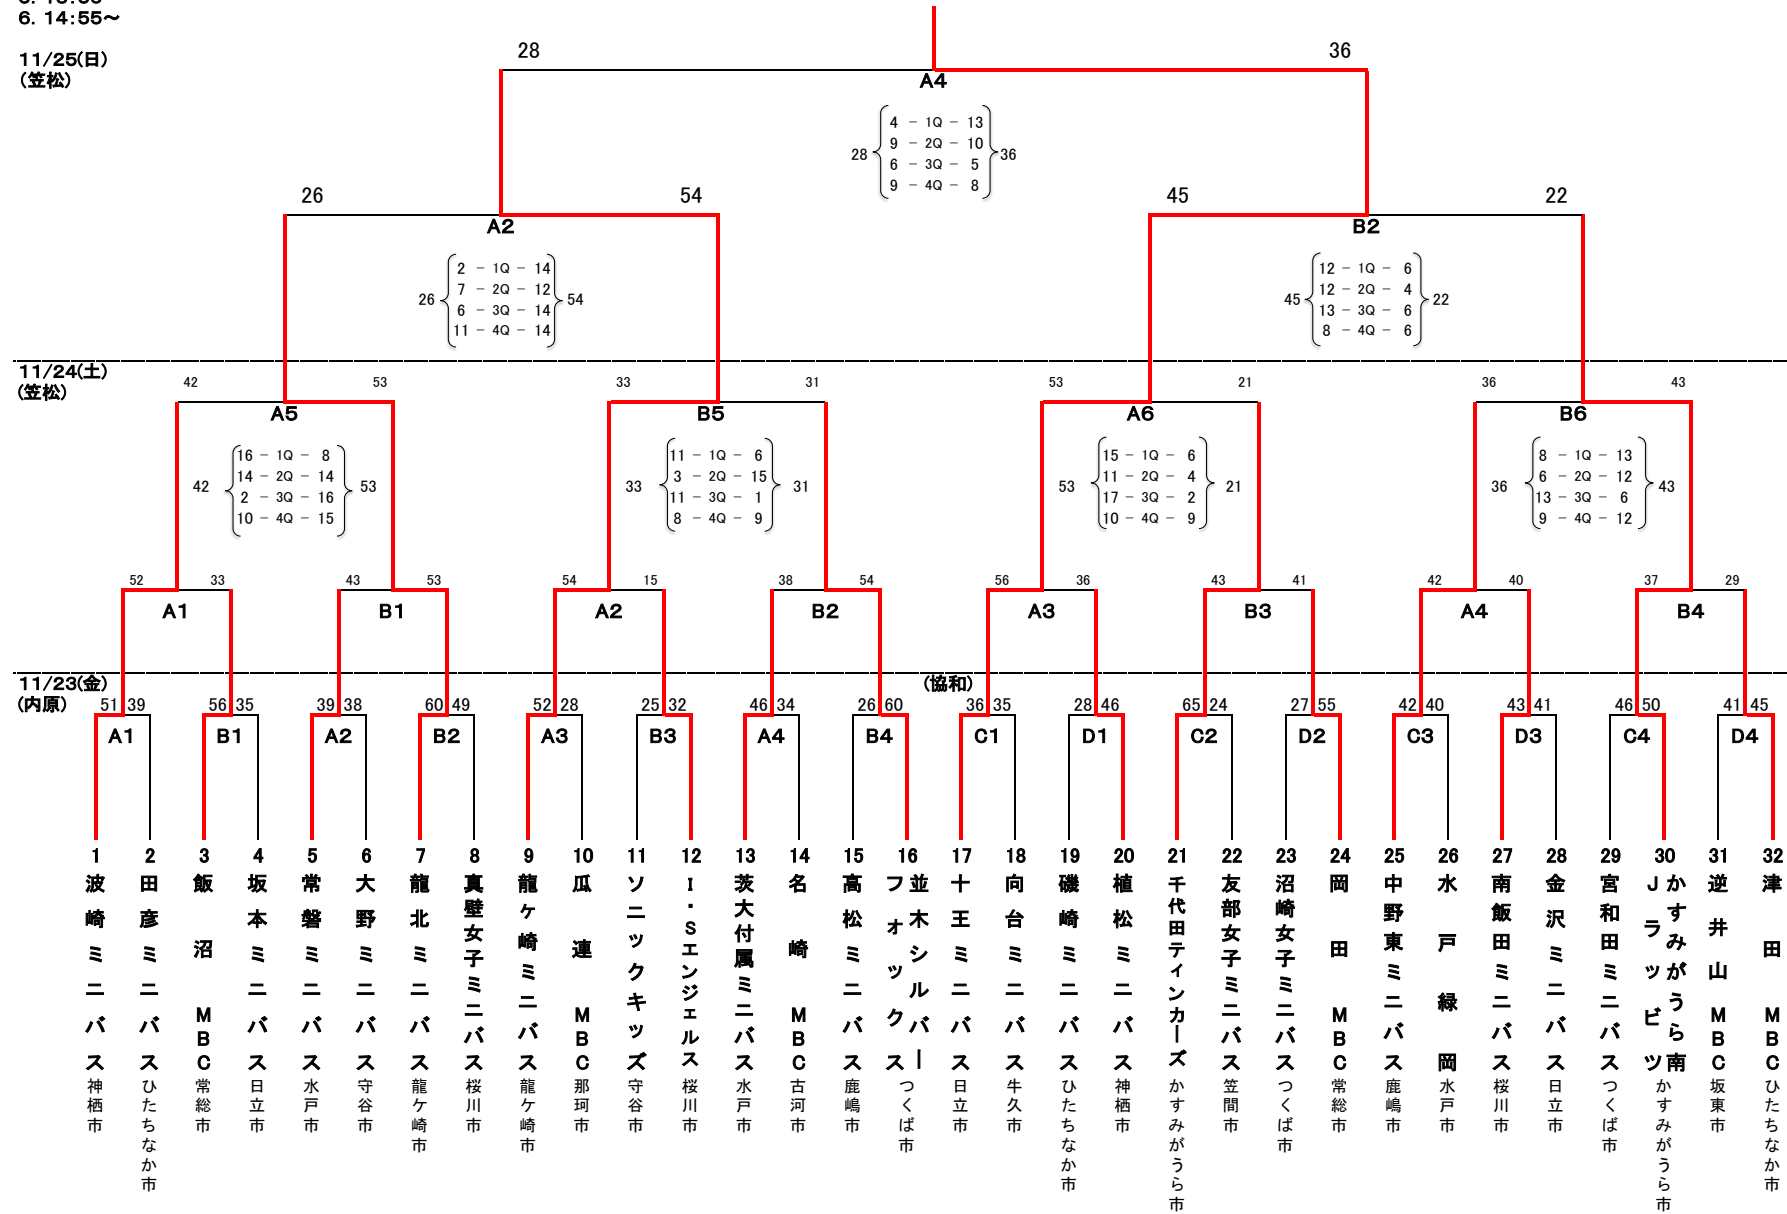 6. 14:55～
11/25(日)
(笠松)
28 36
A4
4 － 1Q － 13
9 － 2Q － 10
28 36
6 － 3Q － 5
9 － 4Q － 8
26 54 45 22
A2 B2
2 － 1Q － 14
7 － 2Q － 12
26 54
6 － 3Q － 14
11 － 4Q － 14
12 － 1Q － 6
12 － 2Q － 4
45 22
13 － 3Q － 6
8 － 4Q － 6
11/24(土)
(笠松)
42 53 33 31 53 21 36 43
A5 B5 A6 B6
16 － 1Q － 8
14 － 2Q － 14
42 53
2 － 3Q － 16
10 － 4Q － 15
11 － 1Q － 6
3 － 2Q － 15
33 31
11 － 3Q － 1
8 － 4Q － 9
15 － 1Q － 6
11 － 2Q － 4
53 21
17 － 3Q － 2
10 － 4Q － 9
8 － 1Q － 13
6 － 2Q － 12
36 43
13 － 3Q － 6
9 － 4Q － 12
52 33 43 53 54 15 38 54 56 36 43 41 42 40 37 29
A1 B1 A2 B2 A3 B3 A4 B4
11/23(金)
(内原)
(協和)
51 39 56 35 39 38 60 49 52 28 25 32 46 34 26 60 36 35 28 46 65 24 27 55 42 40 43 41 46 50 41 45
A1 B1 A2 B2 A3 B3 A4 B4 C1 D1 C2 D2 C3 D3 C4 D4
1 波崎ミニバス 神栖市
2 田彦ミニバス ひたちなか市
3 飯沼MBC 常総市
4 坂本ミニバス 日立市
5 常磐ミニバス 水戸市
6 大野ミニバス 守谷市
7 龍北ミニバス 龍ケ崎市
8 真壁女子ミニバス 桜川市
9 龍ヶ崎ミニバス 龍ケ崎市
10 瓜連MBC 那珂市
11 ソニックキッズ 守谷市
12 I・Sエンジェルス 桜川市
13 茨大付属ミニバス 水戸市
14 名崎MBC 古河市
15 高松ミニバス 鹿嶋市
16 並木シルバーフォックス つくば市
17 十王ミニバス 日立市
18 向台ミニバス 牛久市
19 磯崎ミニバス ひたちなか市
20 植松ミニバス 神栖市
21 千代田ティンカーズ かすみがうら市
22 友部女子ミニバス 笠間市
23 沼崎女子ミニバス つくば市
24 岡田MBC 常総市
25 中野東ミニバス 鹿嶋市
26 水戸緑岡 水戸市
27 南飯田ミニバス 桜川市
28 金沢ミニバス 日立市
29 宮和田ミニバス つくば市
30 かすみがうら南Jラッビツ かすみがうら市
31 逆井山MBC 坂東市
32 津田MBC ひたちなか市